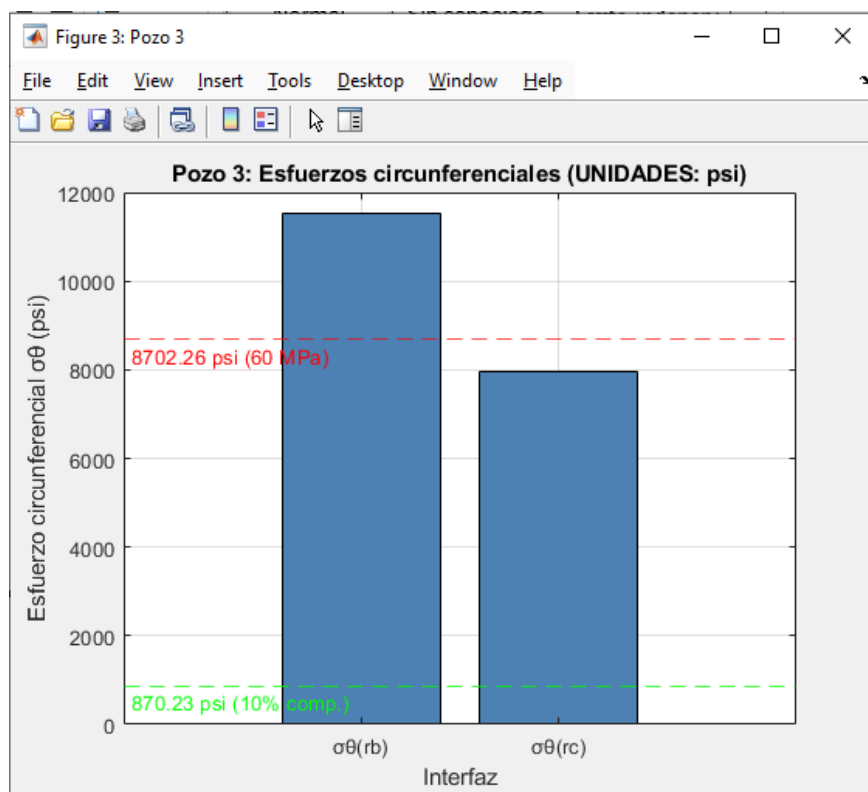 Figure 3: Pozo 3
File Edit View Insert Tools Desktop Window Help
Pozo 3: Esfuerzos circunferenciales (UNIDADES: psi)
12000
10000
8702.26 psi (60 MPa)
8000
6000
4000
2000
870.23 psi (10% comp.)
0
Esfuerzo circunferencial σθ (psi)
σθ(rb) σθ(rc)
Interfaz